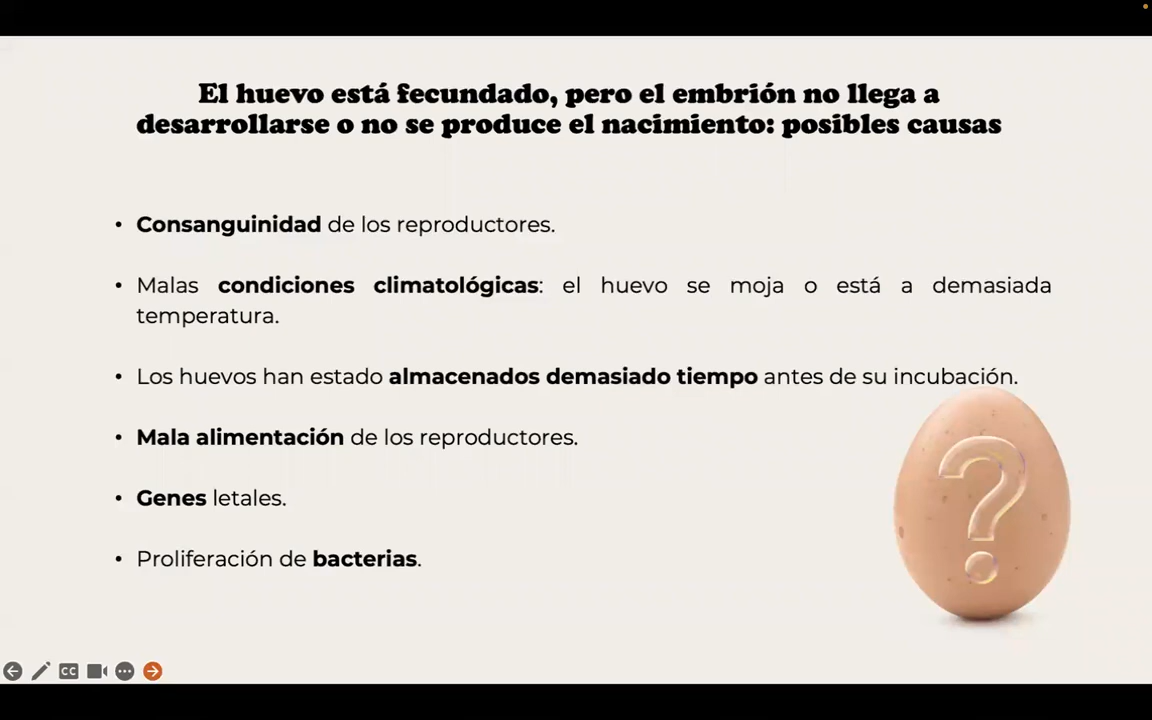 El huevo está fecundado, pero el embrión no llega a
desarrollarse o no se produce el nacimiento: posibles causas
• Consanguinidad de los reproductores.
• Malas condiciones climatológicas: el huevo se moja o está a demasiada
temperatura.
• Los huevos han estado almacenados demasiado tiempo antes de su incubación.
• Mala alimentación de los reproductores.
• Genes letales.
• Proliferación de bacterias.
?
CC